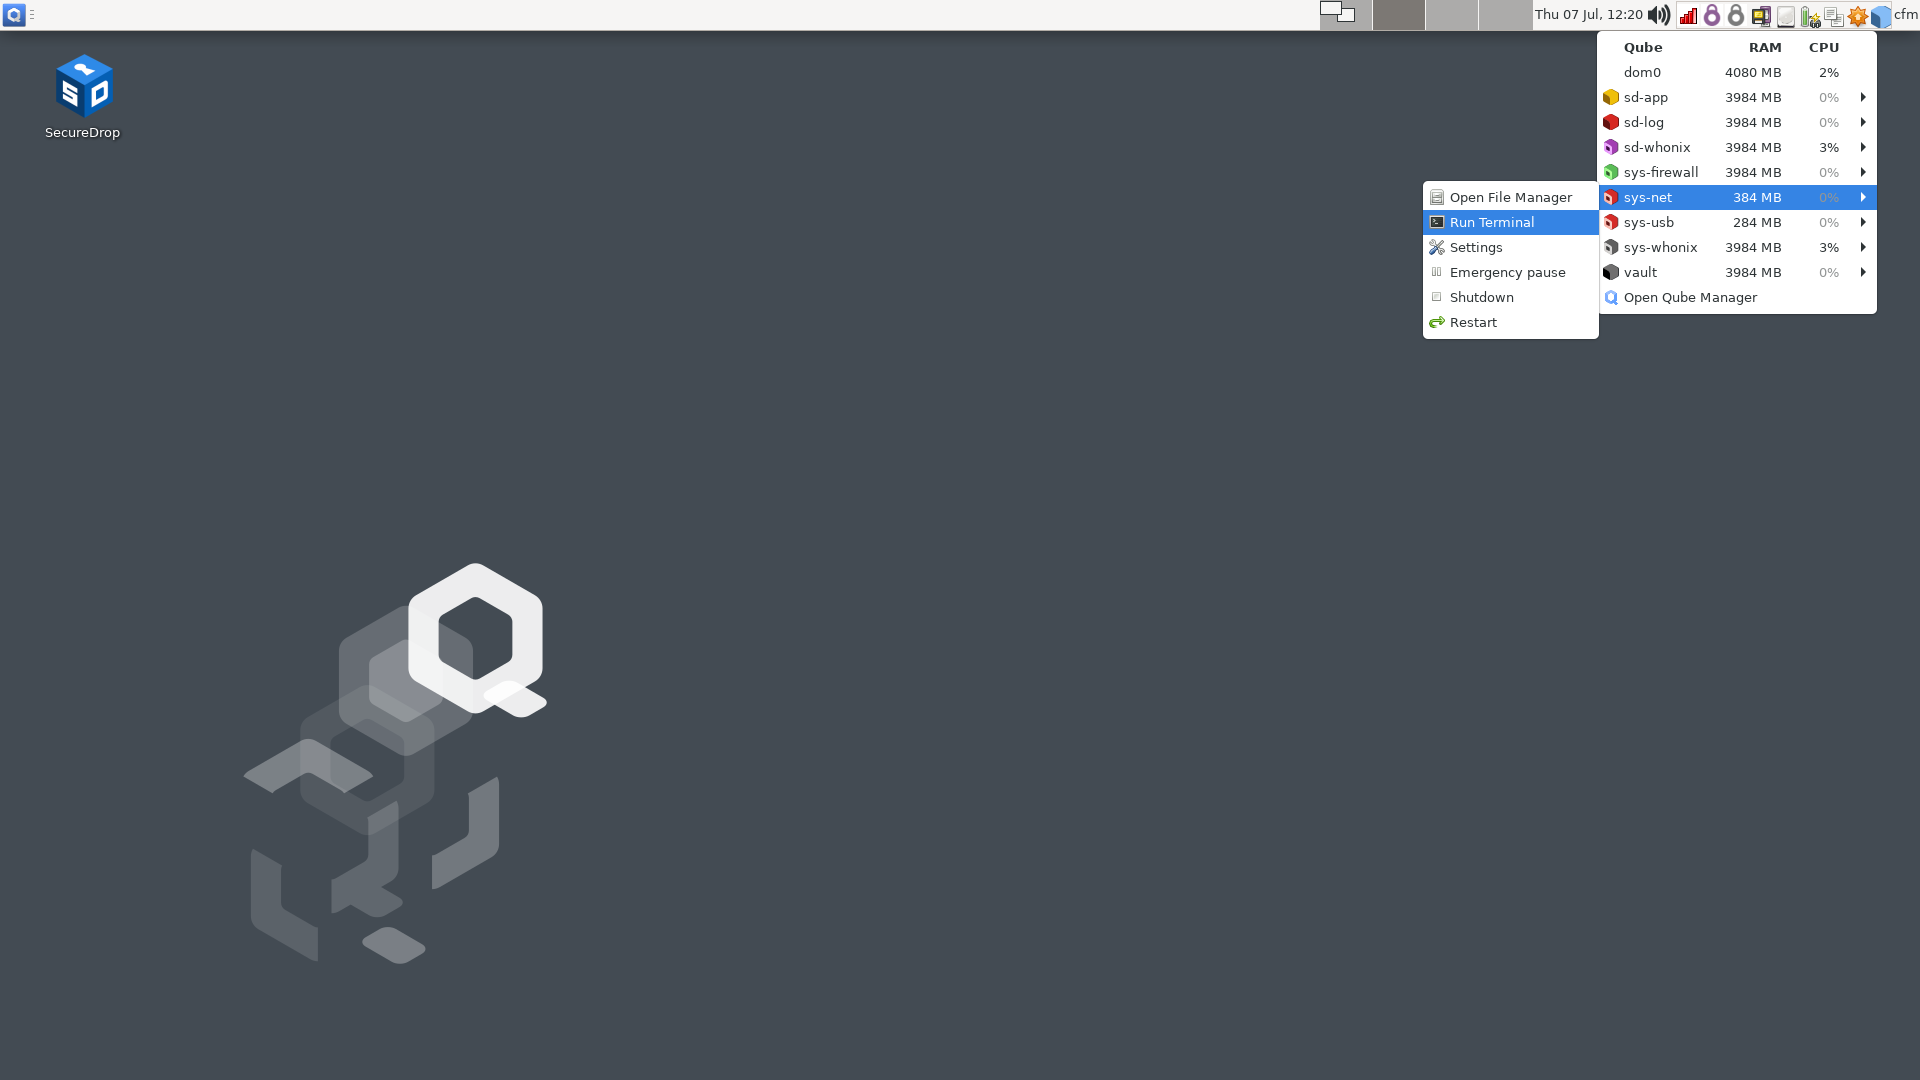 Thu 07 Jul, 12:20
cfm
SecureDrop
Qube RAM CPU
dom0 4080 MB 2%
sd-app 3984 MB 0%
sd-log 3984 MB 0%
sd-whonix 3984 MB 3%
sys-firewall 3984 MB 0%
sys-net 384 MB 0%
sys-usb 284 MB 0%
sys-whonix 3984 MB 3%
vault 3984 MB 0%
Open Qube Manager
Open File Manager
Run Terminal
Settings
Emergency pause
Shutdown
Restart